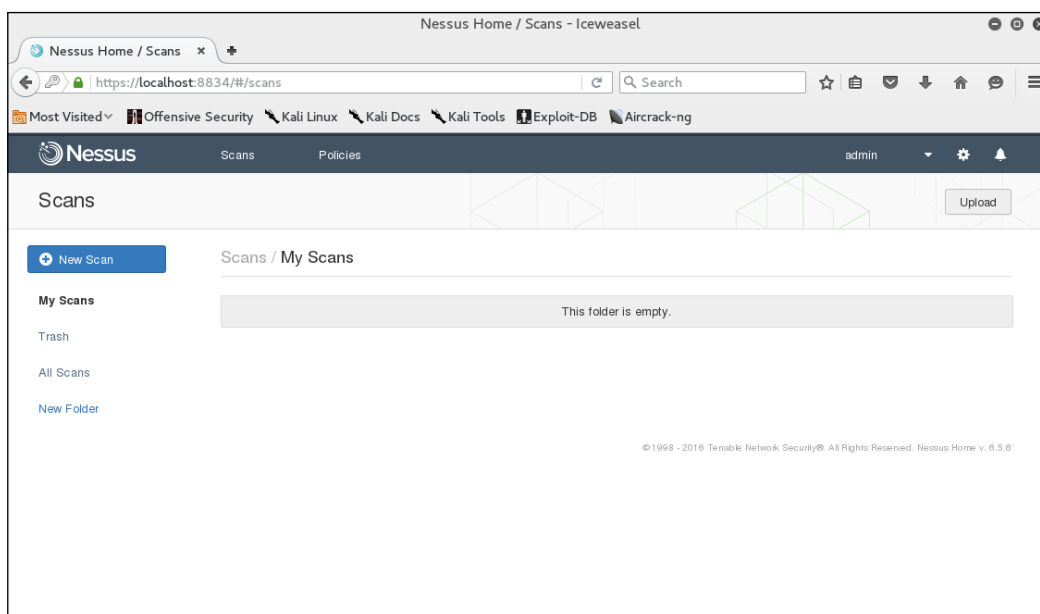 Nessus Home / Scans - Iceweasel
Nessus Home / Scans
https://localhost:8834/#/scans
Search
Most Visited
Offensive Security
Kali Linux
Kali Docs
Kali Tools
Exploit-DB
Aircrack-ng
Nessus
Scans
Policies
admin
Scans
Upload
New Scan
Scans / My Scans
My Scans
This folder is empty.
Trash
All Scans
New Folder
©1998 - 2016 Tenable Network Security®. All Rights Reserved. Nessus Home v. 6.5.6